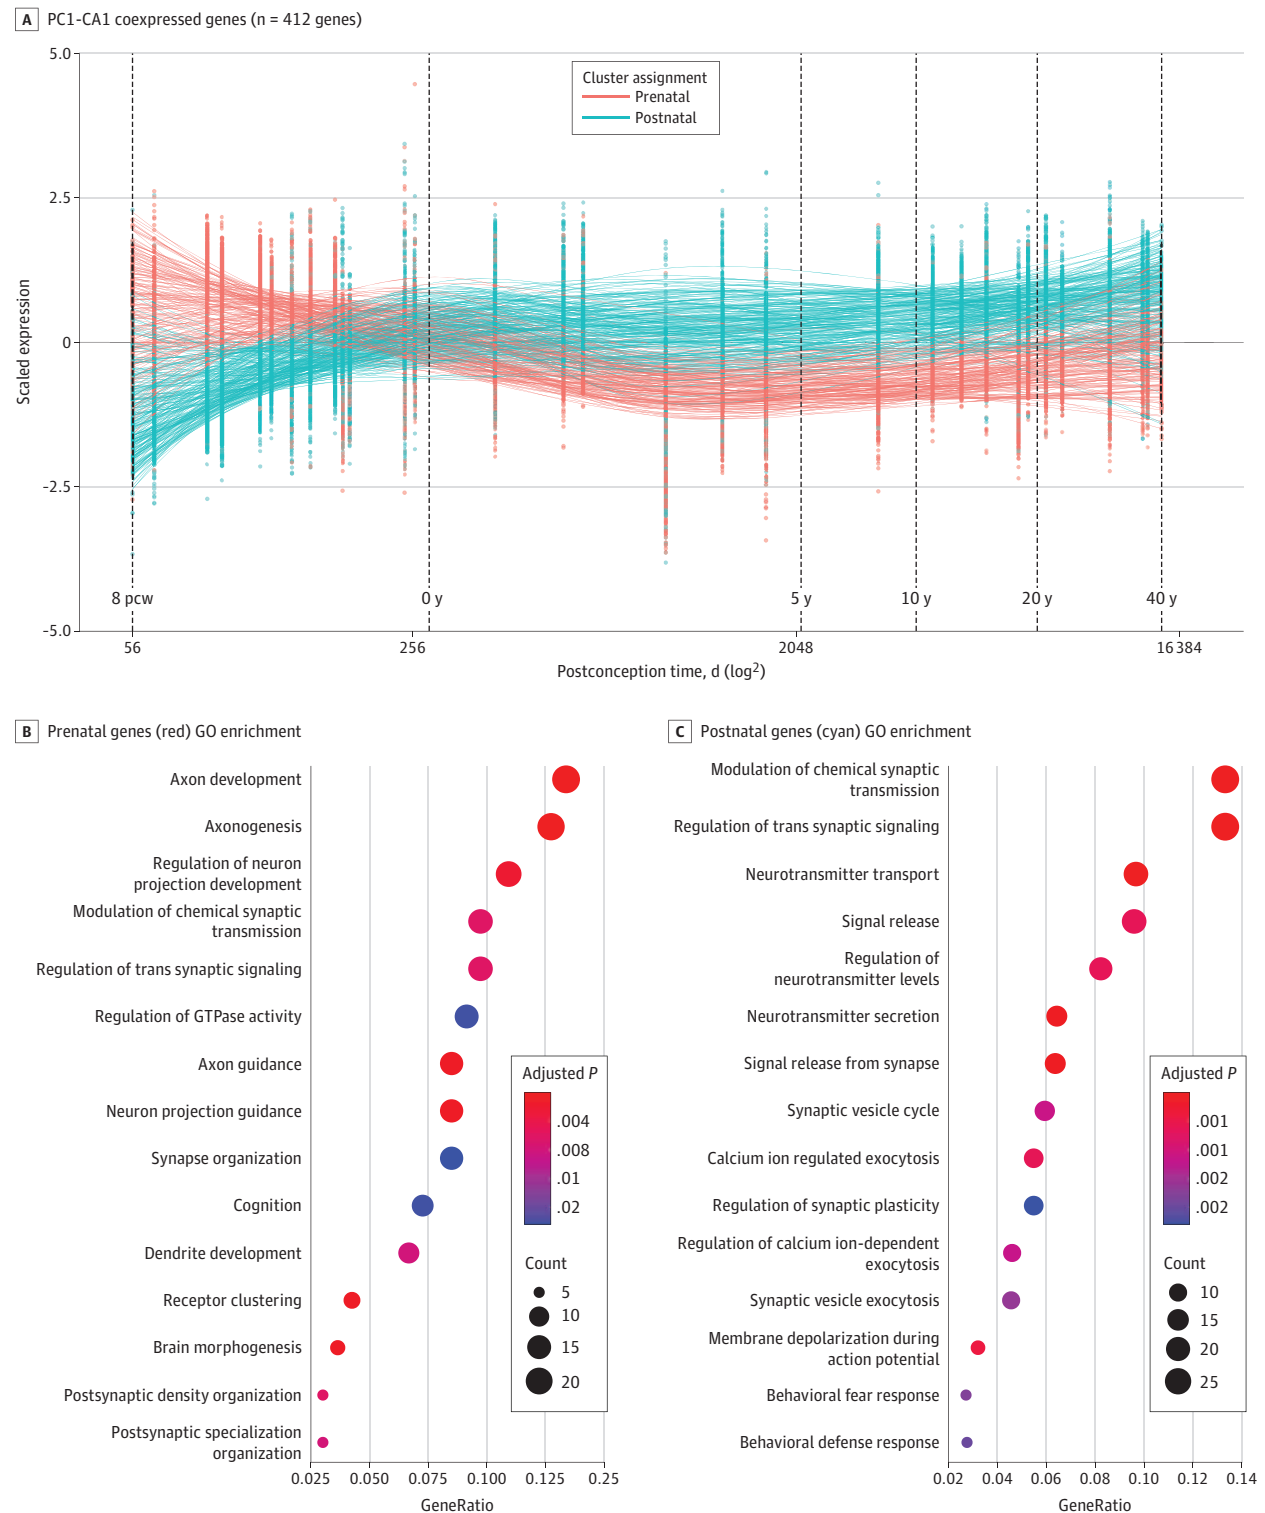 A PC1-CA1 coexpressed genes (n = 412 genes)
5.0
2.5
0
-2.5
-5.0
Scaled expression
Cluster assignment
Prenatal
Postnatal
8 pcw
0 y
5 y
10 y
20 y
40 y
56
256
2048
16 384
Postconception time, d (log2)
B Prenatal genes (red) GO enrichment
Axon development
Axonogenesis
Regulation of neuron
projection development
Modulation of chemical synaptic
transmission
Regulation of trans synaptic signaling
Regulation of GTPase activity
Axon guidance
Neuron projection guidance
Synapse organization
Cognition
Dendrite development
Receptor clustering
Brain morphogenesis
Postsynaptic density organization
Postsynaptic specialization
organization
Adjusted P
.004
.008
.01
.02
Count
5
10
15
20
0.025
0.050
0.075
0.100
0.125
0.25
GeneRatio
C Postnatal genes (cyan) GO enrichment
Modulation of chemical synaptic
transmission
Regulation of trans synaptic signaling
Neurotransmitter transport
Signal release
Regulation of
neurotransmitter levels
Neurotransmitter secretion
Signal release from synapse
Synaptic vesicle cycle
Calcium ion regulated exocytosis
Regulation of synaptic plasticity
Regulation of calcium ion-dependent
exocytosis
Synaptic vesicle exocytosis
Membrane depolarization during
action potential
Behavioral fear response
Behavioral defense response
Adjusted P
.001
.001
.002
.002
Count
10
15
20
25
0.02
0.04
0.06
0.08
0.10
0.12
0.14
GeneRatio